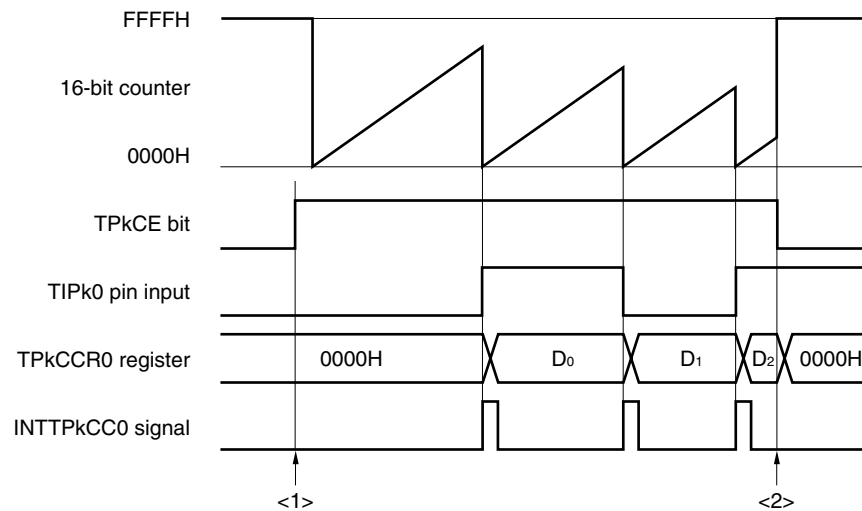 FFFFH
16-bit counter
0000H
TPkCE bit
TIPk0 pin input
TPkCCR0 register 0000H D0 D1 D2 0000H
INTTPkCC0 signal
<1> <2>